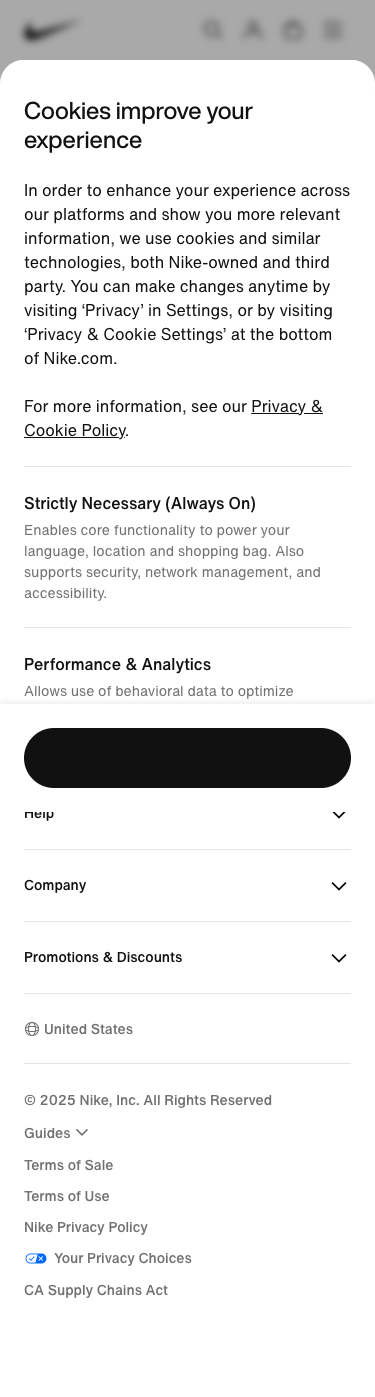 Cookies improve your
experience
In order to enhance your experience across
our platforms and show you more relevant
information, we use cookies and similar
technologies, both Nike-owned and third
party. You can make changes anytime by
visiting ‘Privacy’ in Settings, or by visiting
‘Privacy & Cookie Settings’ at the bottom
of Nike.com.
For more information, see our Privacy &
Cookie Policy.
Strictly Necessary (Always On)
Enables core functionality to power your
language, location and shopping bag. Also
supports security, network management, and
accessibility.
Performance & Analytics
Allows use of behavioral data to optimize
Help
Company
Promotions & Discounts
United States
© 2025 Nike, Inc. All Rights Reserved
Guides
Terms of Sale
Terms of Use
Nike Privacy Policy
Your Privacy Choices
CA Supply Chains Act